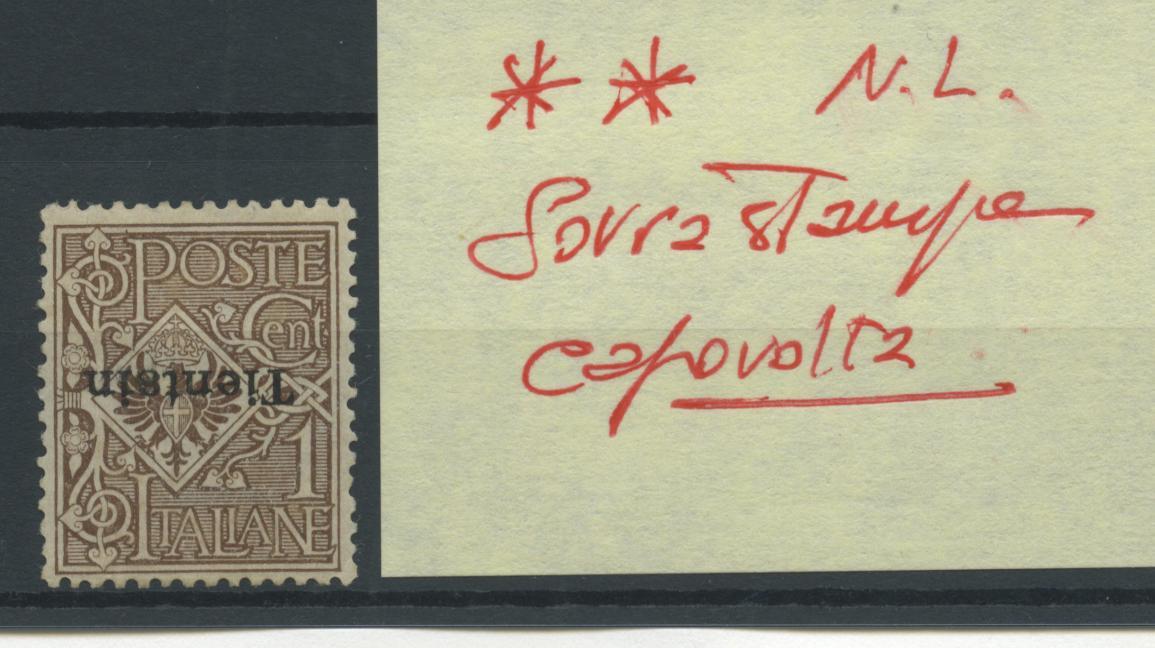 POSTE
Cent
Tientsin
1
ITALIANE
** N.L.
Sovrastampa
capovolta